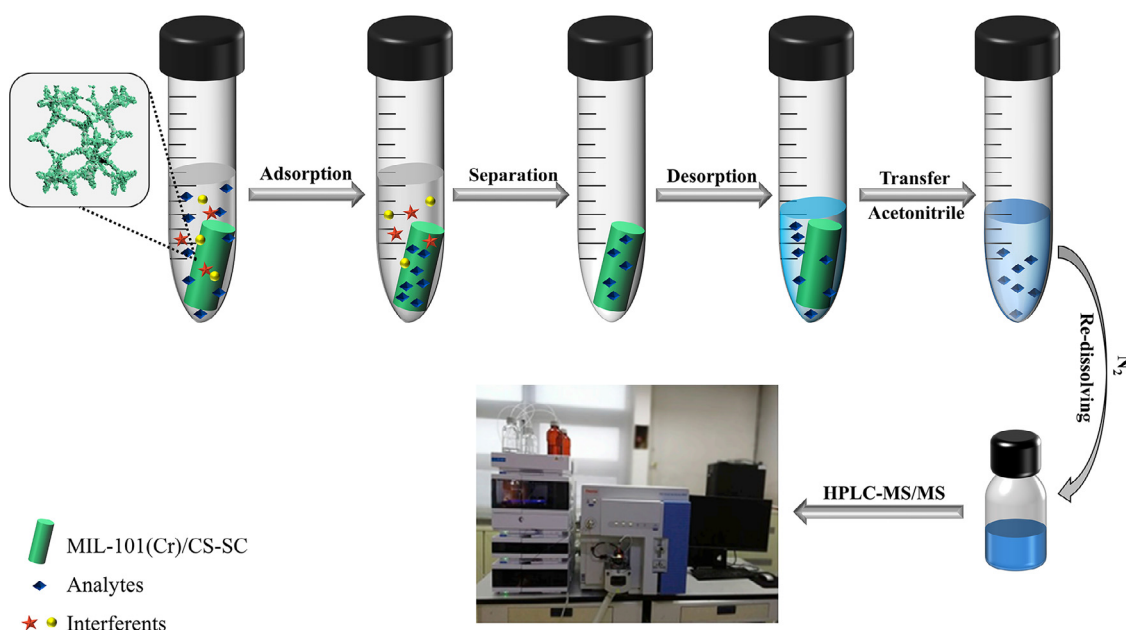 Adsorption
Separation
Desorption
Transfer
Acetonitrile
N2
Re-dissolving
HPLC-MS/MS
MIL-101(Cr)/CS-SC
Analytes
Interferents